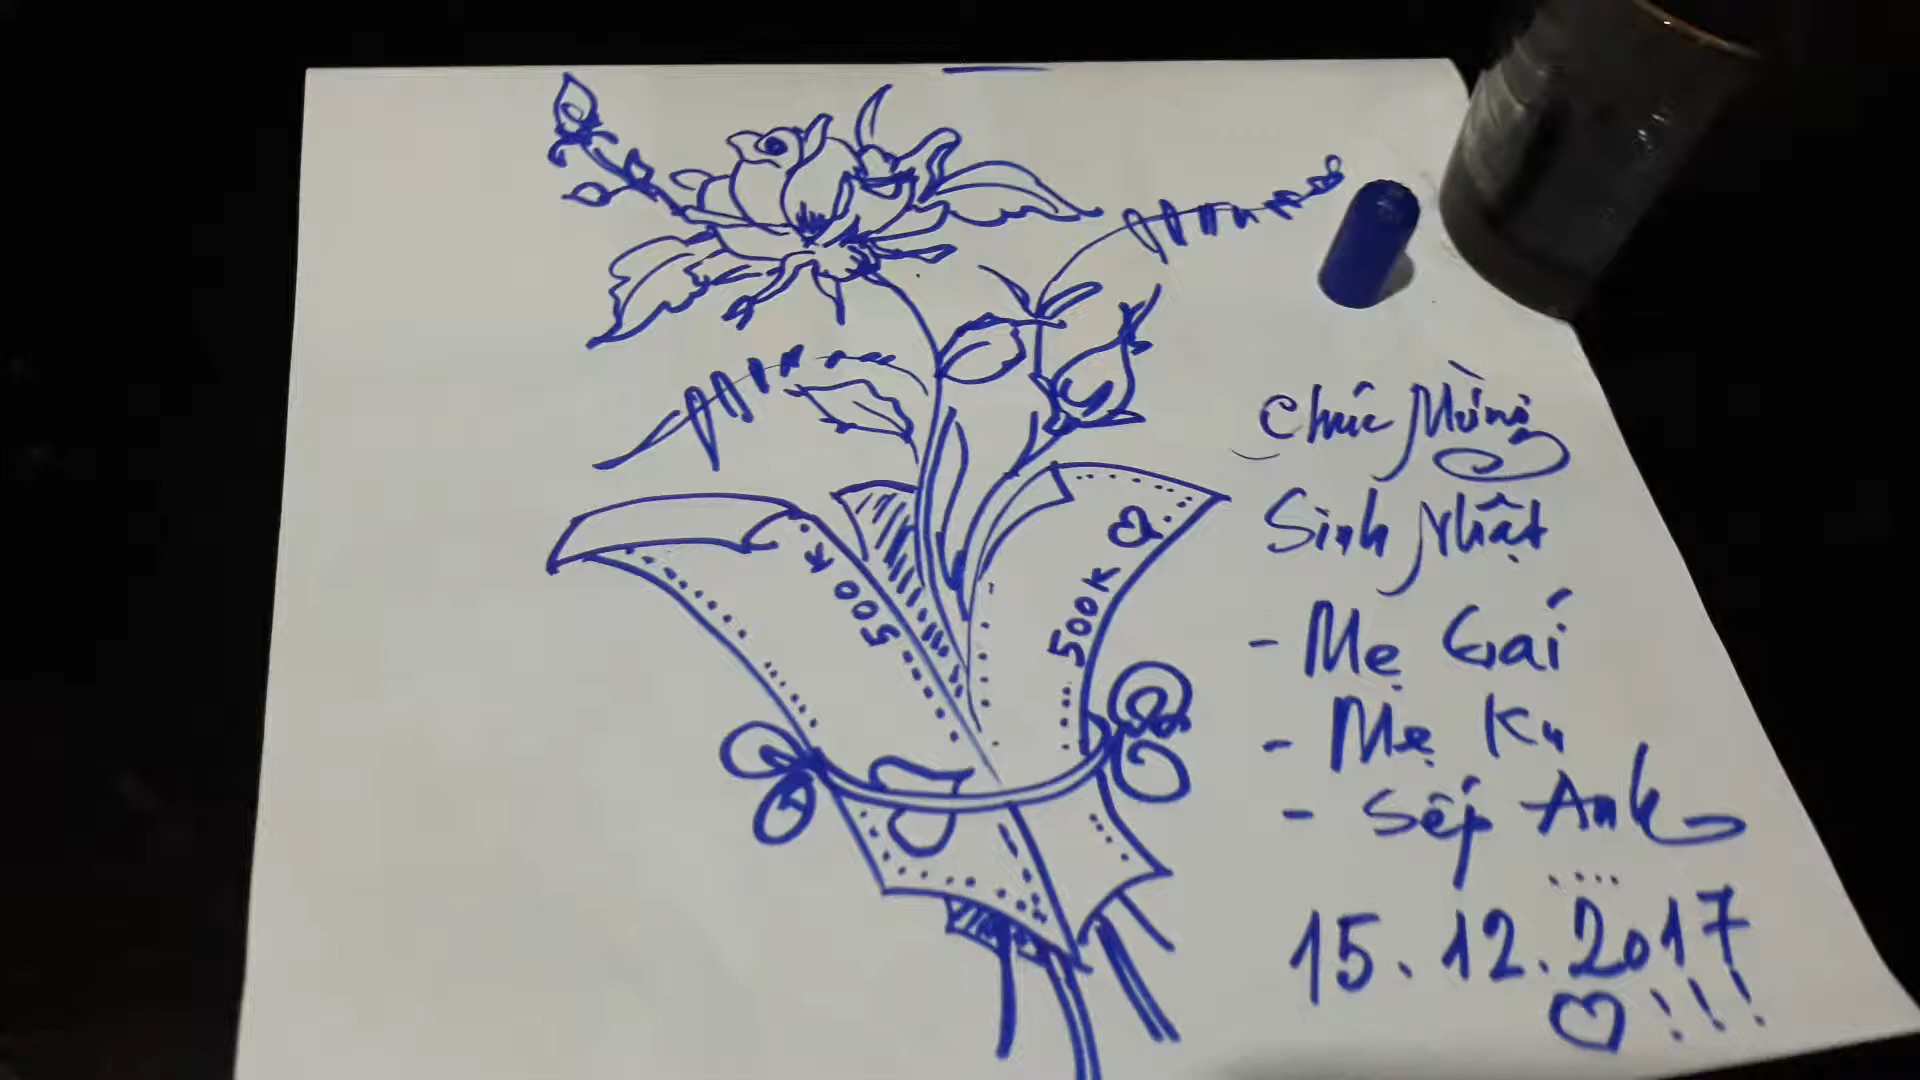 500K
500K
Chúc Mừng
Sinh Nhật
- Mẹ Gái
- Mẹ Ku
- Sếp Anh
....
15.12.2017
♡!!!